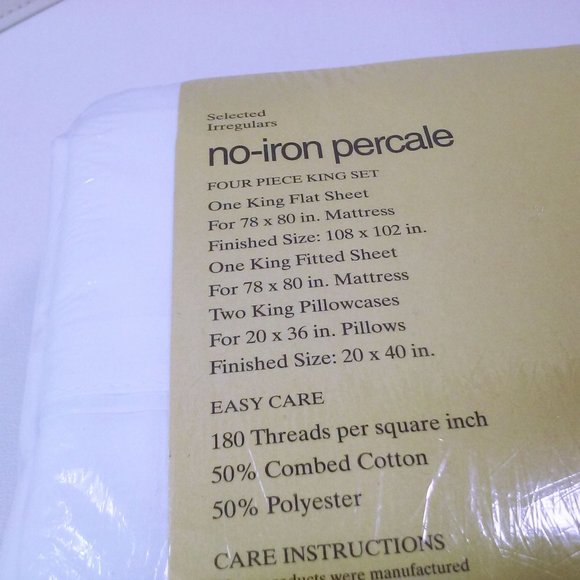 Selected
Irregulars
no-iron percale
FOUR PIECE KING SET
One King Flat Sheet
For 78 x 80 in. Mattress
Finished Size: 108 x 102 in.
One King Fitted Sheet
For 78 x 80 in. Mattress
Two King Pillowcases
For 20 x 36 in. Pillows
Finished Size: 20 x 40 in.
EASY CARE
180 Threads per square inch
50% Combed Cotton
50% Polyester
CARE INSTRUCTIONS
were manufactured